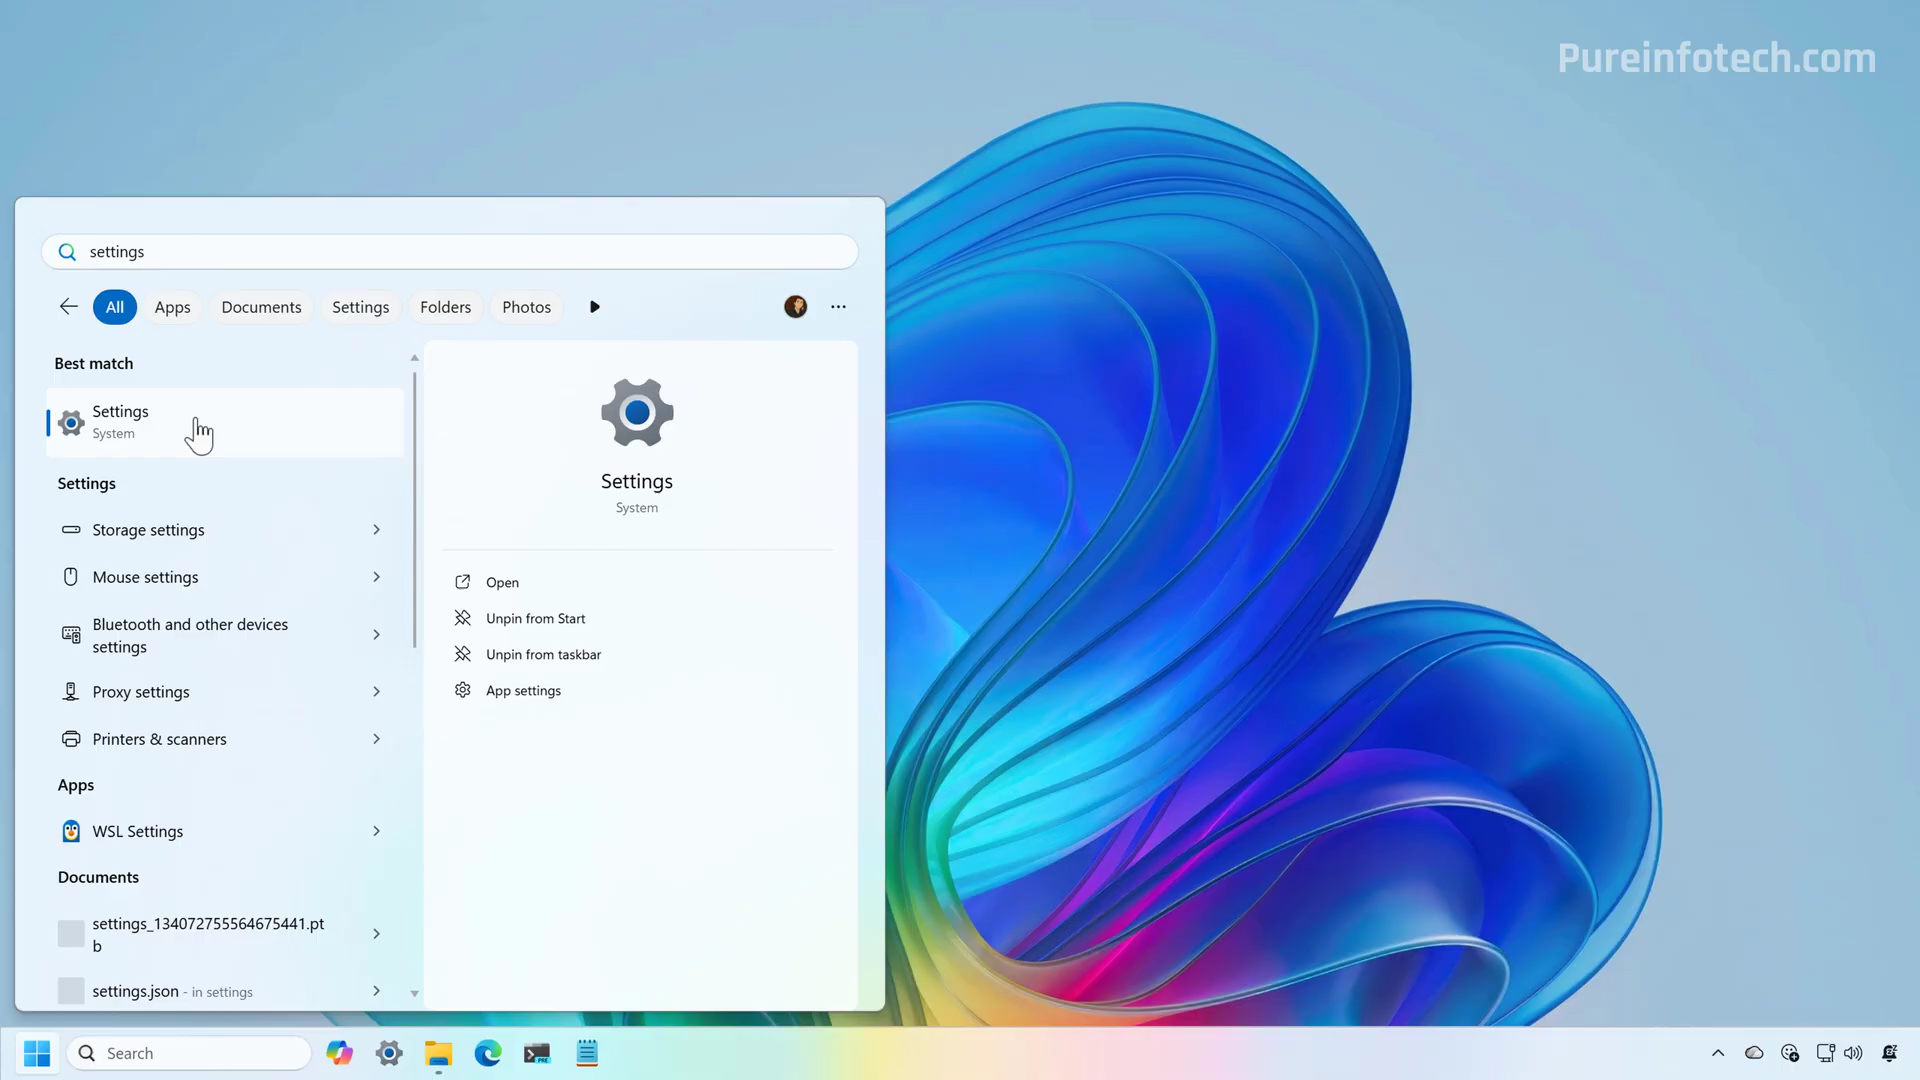 Pureinfotech.com
settings
All Apps Documents Settings Folders Photos
Best match
Settings
System
Settings
Storage settings
Mouse settings
Bluetooth and other devices
settings
Proxy settings
Printers & scanners
Apps
WSL Settings
Documents
settings_134072755564675441.pt
b
settings.json - in settings
Settings
System
Open
Unpin from Start
Unpin from taskbar
App settings
Search
PRE